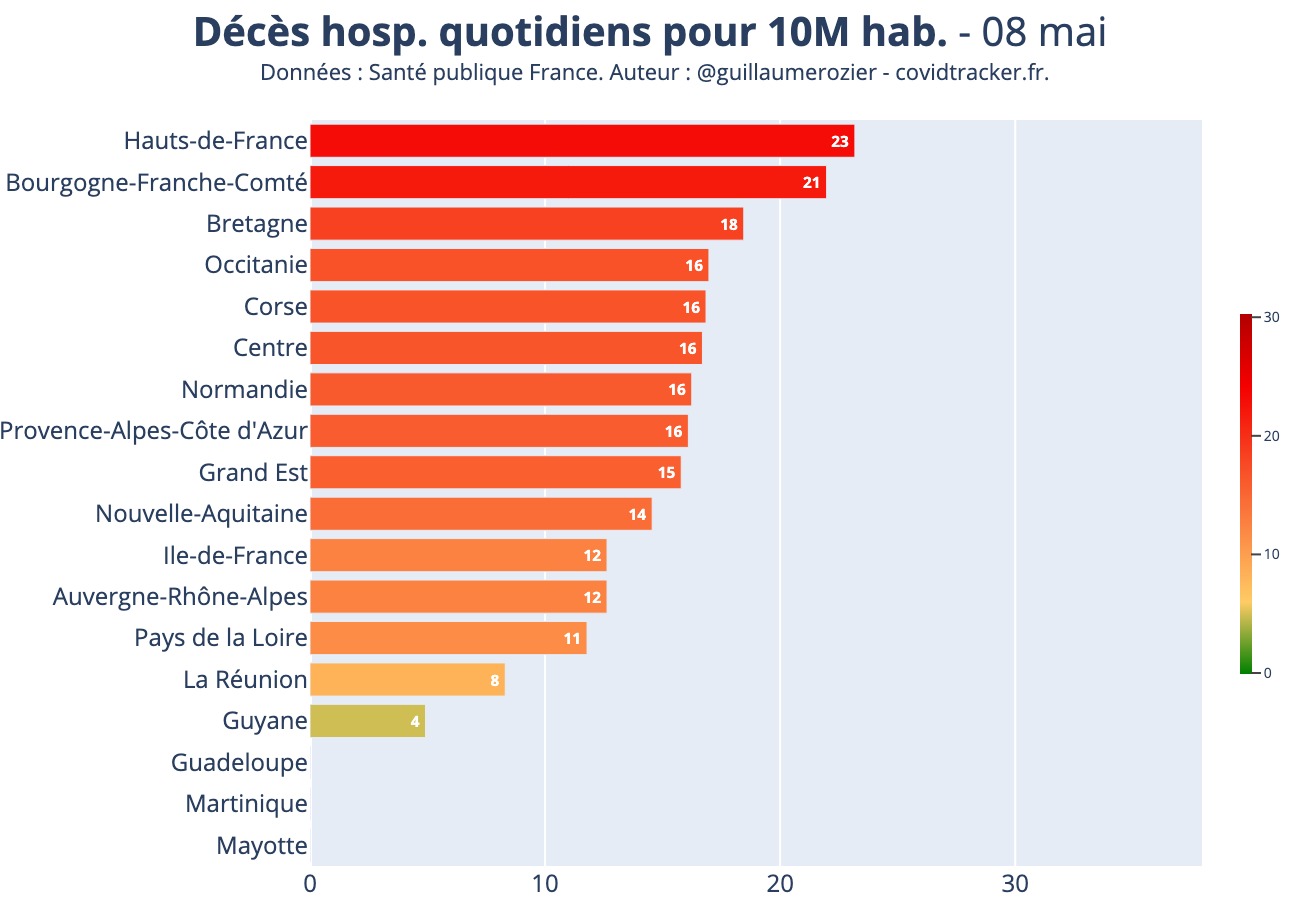 Décès hosp. quotidiens pour 10M hab. - 08 mai
Données : Santé publique France. Auteur : @guillaumerozier - covidtracker.fr.
Hauts-de-France 23
Bourgogne-Franche-Comté 21
Bretagne 18
Occitanie 16
Corse 16
Centre 16
Normandie 16
Provence-Alpes-Côte d'Azur 16
Grand Est 15
Nouvelle-Aquitaine 14
Ile-de-France 12
Auvergne-Rhône-Alpes 12
Pays de la Loire 11
La Réunion 8
Guyane 4
Guadeloupe
Martinique
Mayotte
0 10 20 30
30
20
10
0